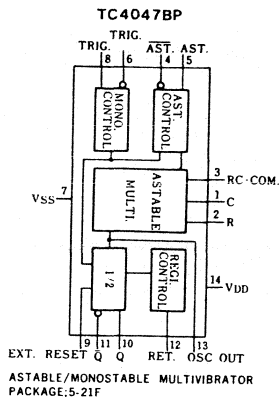 TC4047BP
TRIG.
TRIG. AST. AST.
8 6 4 5
MONO. CONTROL
AST. CONTROL
3 RC·COM.
ASTABLE MULTI.
1 C
2 R
7
VSS
1/2
REGI. CONTROL
14 VDD
9 11 10 12 13
EXT. RESET Q Q RET. OSC OUT
ASTABLE/MONOSTABLE MULTIVIBRATOR
PACKAGE;5-21F